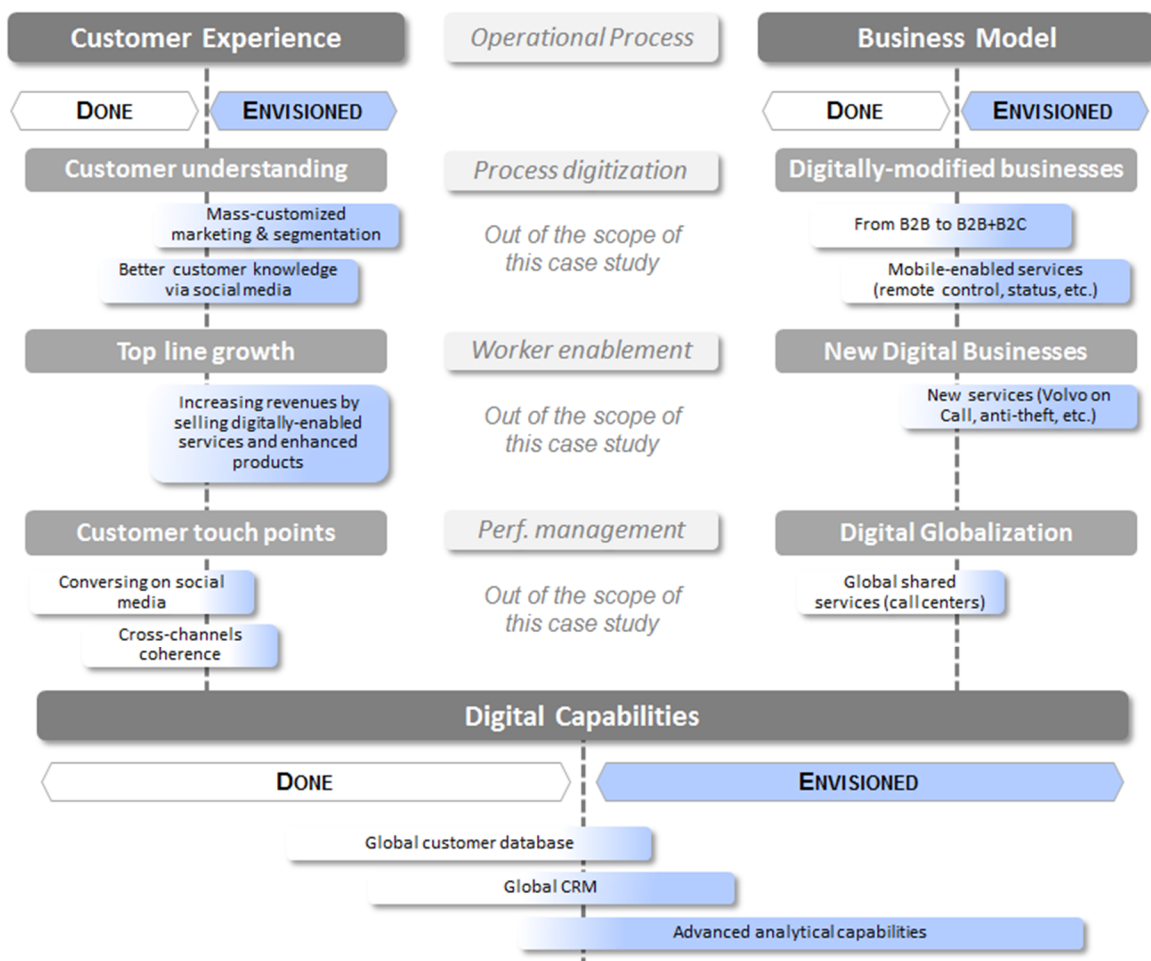 Customer Experience
Operational Process
Business Model
DONE
ENVISIONED
DONE
ENVISIONED
Customer understanding
Process digitization
Digitally-modified businesses
Mass-customized
marketing & segmentation
Out of the scope of
this case study
From B2B to B2B+B2C
Better customer knowledge
via social media
Mobile-enabled services
(remote control, status, etc.)
Top line growth
Worker enablement
New Digital Businesses
Increasing revenues by
selling digitally-enabled
services and enhanced
products
Out of the scope of
this case study
New services (Volvo on
Call, anti-theft, etc.)
Customer touch points
Perf. management
Digital Globalization
Conversing on social
media
Out of the scope of
this case study
Global shared
services (call centers)
Cross-channels
coherence
Digital Capabilities
DONE
ENVISIONED
Global customer database
Global CRM
Advanced analytical capabilities